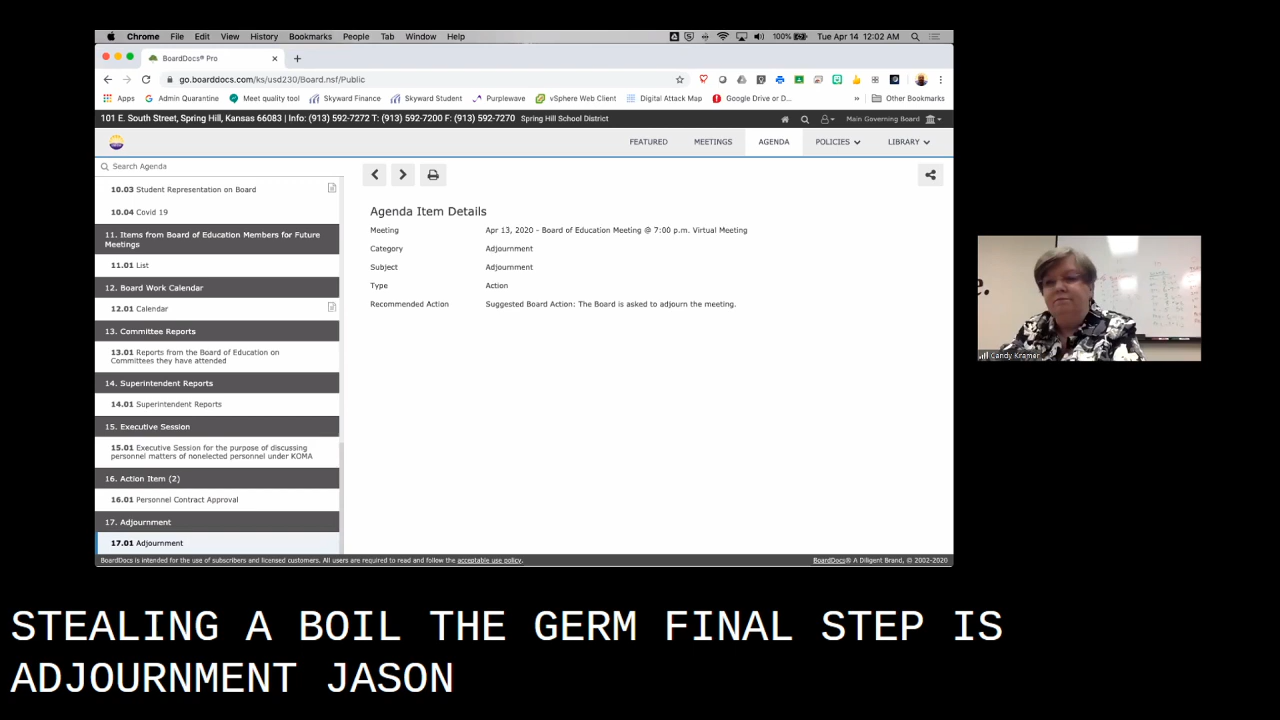 Chrome File Edit View History Bookmarks People Tab Window Help 100% Tue Apr 14 12:02 AM
BoardDocs® Pro
go.boarddocs.com/ks/usd230/Board.nsf/Public
Apps Admin Quarantine Meet quality tool Skyward Finance Skyward Student Purplewave vSphere Web Client Digital Attack Map Google Drive or D... » Other Bookmarks
101 E. South Street, Spring Hill, Kansas 66083 | Info: (913) 592-7272 T: (913) 592-7200 F: (913) 592-7270 Spring Hill School District Main Governing Board
FEATURED MEETINGS AGENDA POLICIES LIBRARY
Search Agenda
10.03 Student Representation on Board
10.04 Covid 19
11. Items from Board of Education Members for Future
Meetings
11.01 List
12. Board Work Calendar
12.01 Calendar
13. Committee Reports
13.01 Reports from the Board of Education on
Committees they have attended
14. Superintendent Reports
14.01 Superintendent Reports
15. Executive Session
15.01 Executive Session for the purpose of discussing
personnel matters of nonelected personnel under KOMA
16. Action Item (2)
16.01 Personnel Contract Approval
17. Adjournment
17.01 Adjournment
Agenda Item Details
Meeting Apr 13, 2020 - Board of Education Meeting @ 7:00 p.m. Virtual Meeting
Category Adjournment
Subject Adjournment
Type Action
Recommended Action Suggested Board Action: The Board is asked to adjourn the meeting.
BoardDocs is intended for the use of subscribers and licensed customers. All users are required to read and follow the acceptable use policy. BoardDocs® A Diligent Brand, © 2002-2020
e.
Candy Kramer
STEALING A BOIL THE GERM FINAL STEP IS
ADJOURNMENT JASON